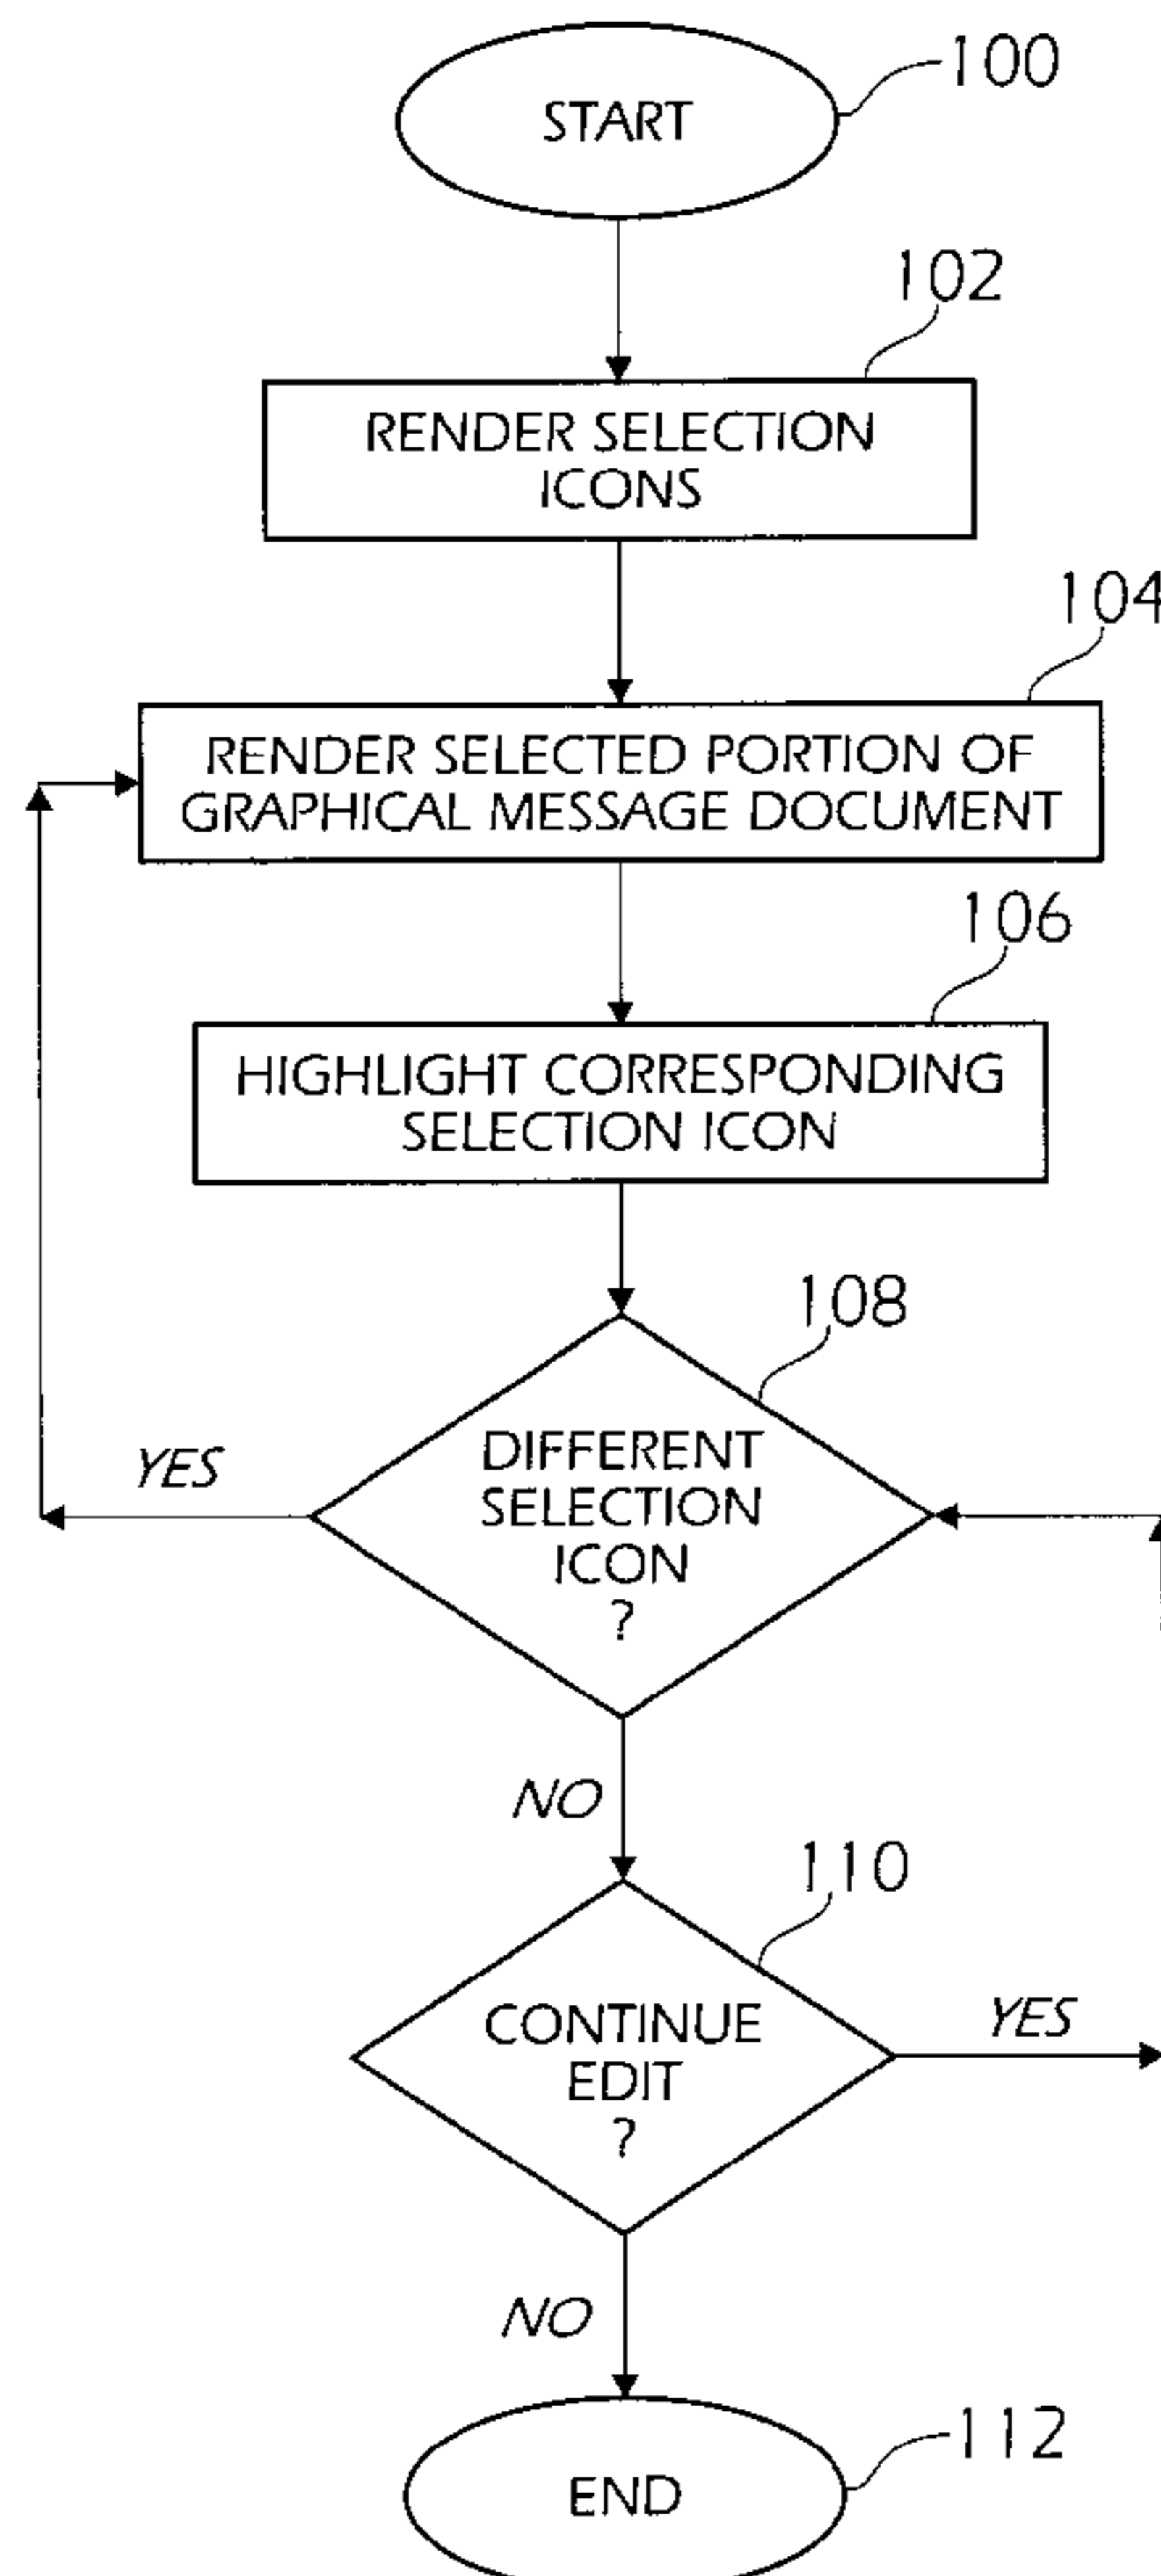 START
100
102
RENDER SELECTION
ICONS
104
RENDER SELECTED PORTION OF
GRAPHICAL MESSAGE DOCUMENT
106
HIGHLIGHT CORRESPONDING
SELECTION ICON
108
DIFFERENT
SELECTION
ICON
?
YES
NO
110
CONTINUE
EDIT
?
YES
NO
112
END